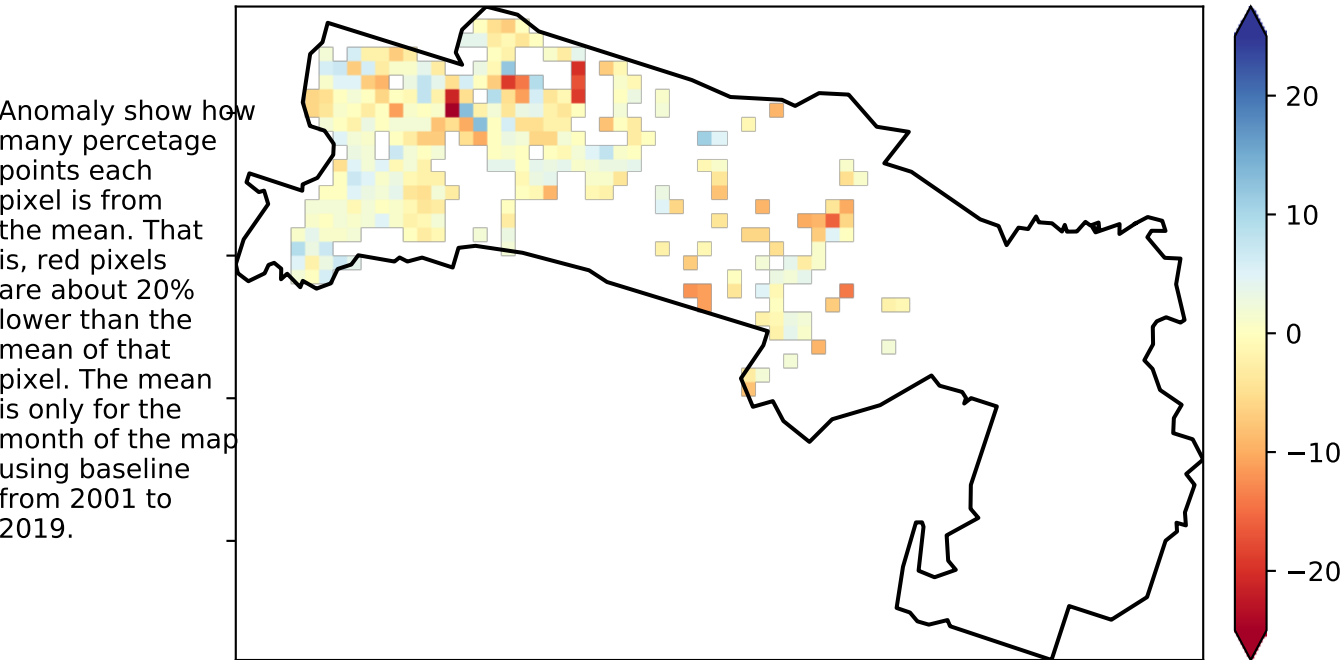 Anomaly show how
many percetage
points each
pixel is from
the mean. That
is, red pixels
are about 20%
lower than the
mean of that
pixel. The mean
is only for the
month of the map
using baseline
from 2001 to
2019.
20
10
0
−10
−20